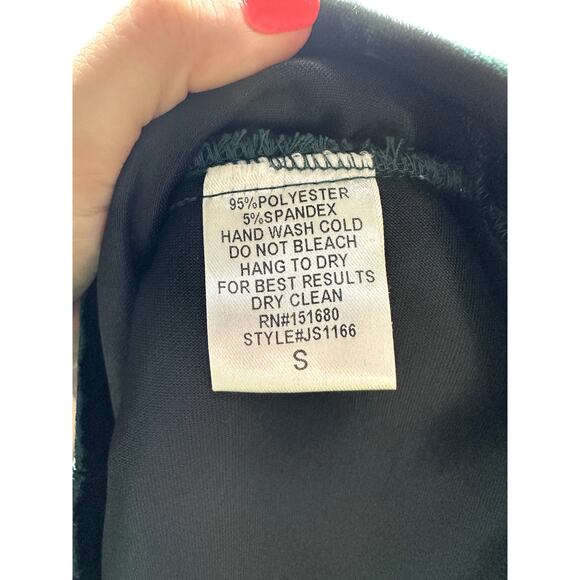 95%POLYESTER
5%SPANDEX
HAND WASH COLD
DO NOT BLEACH
HANG TO DRY
FOR BEST RESULTS
DRY CLEAN
RN#151680
STYLE#JS1166
S